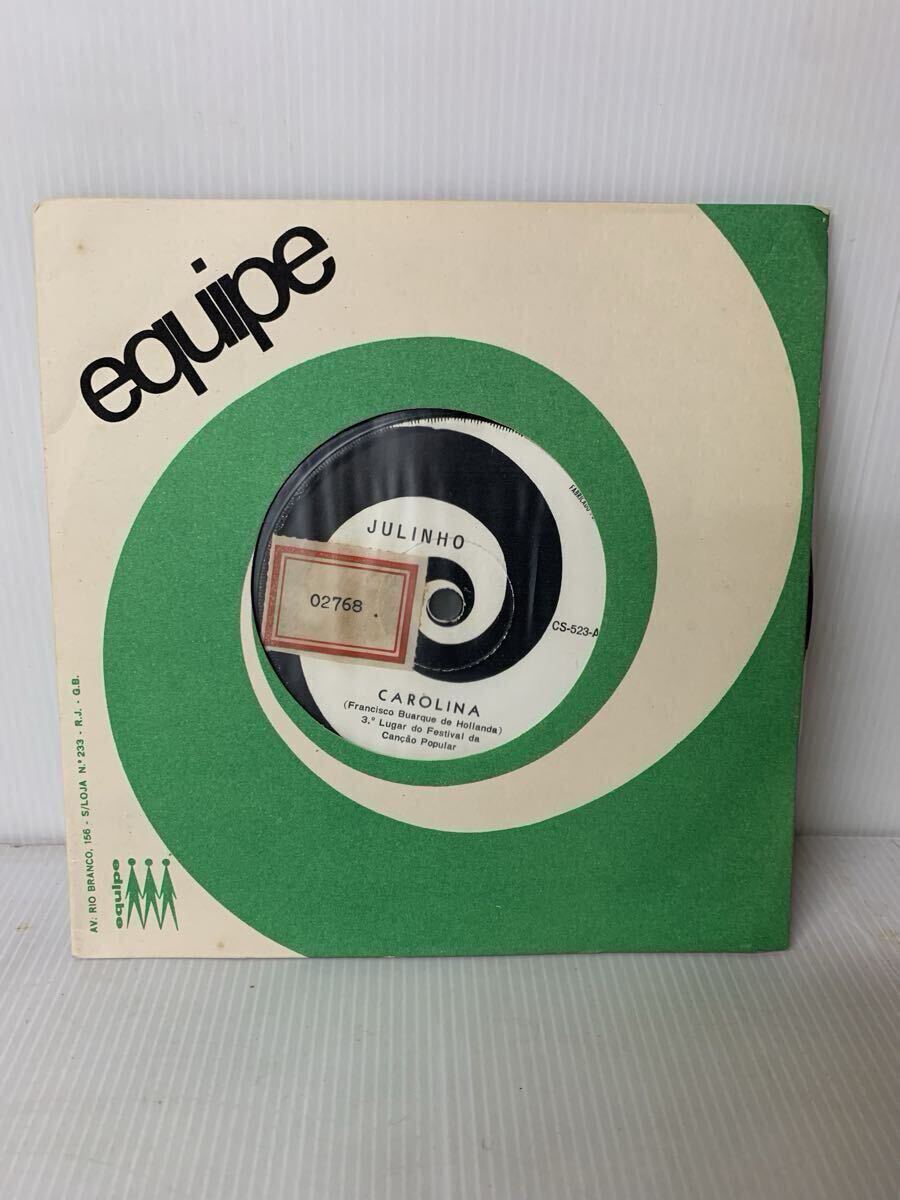 equipe
JULINHO
02768
CS-523-A
CAROLINA
(Francisco Buarque de Hollanda)
3.º Lugar do Festival da
Canção Popular
AV: RIO BRANCO, 156 - S/LOJA N.º 233 - R.J. - G.B.
equipe